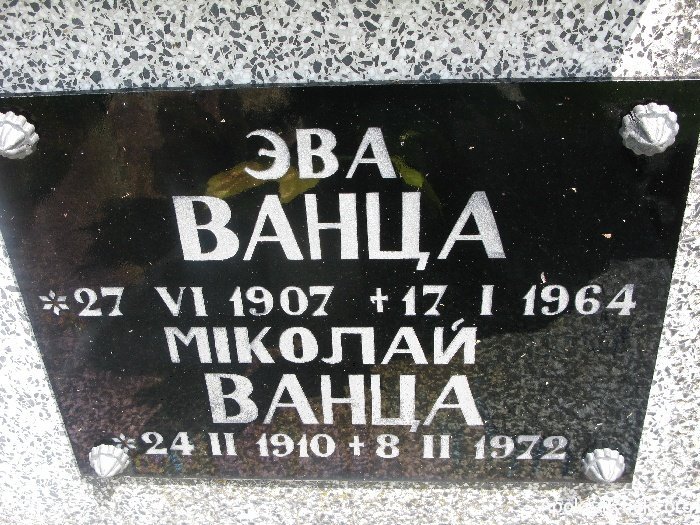 ЭВА
ВАНЦА
*27 VI 1907 +17 I 1964
МІКОЛАЙ
ВАНЦА
*24 II 1910 + 8 II 1972